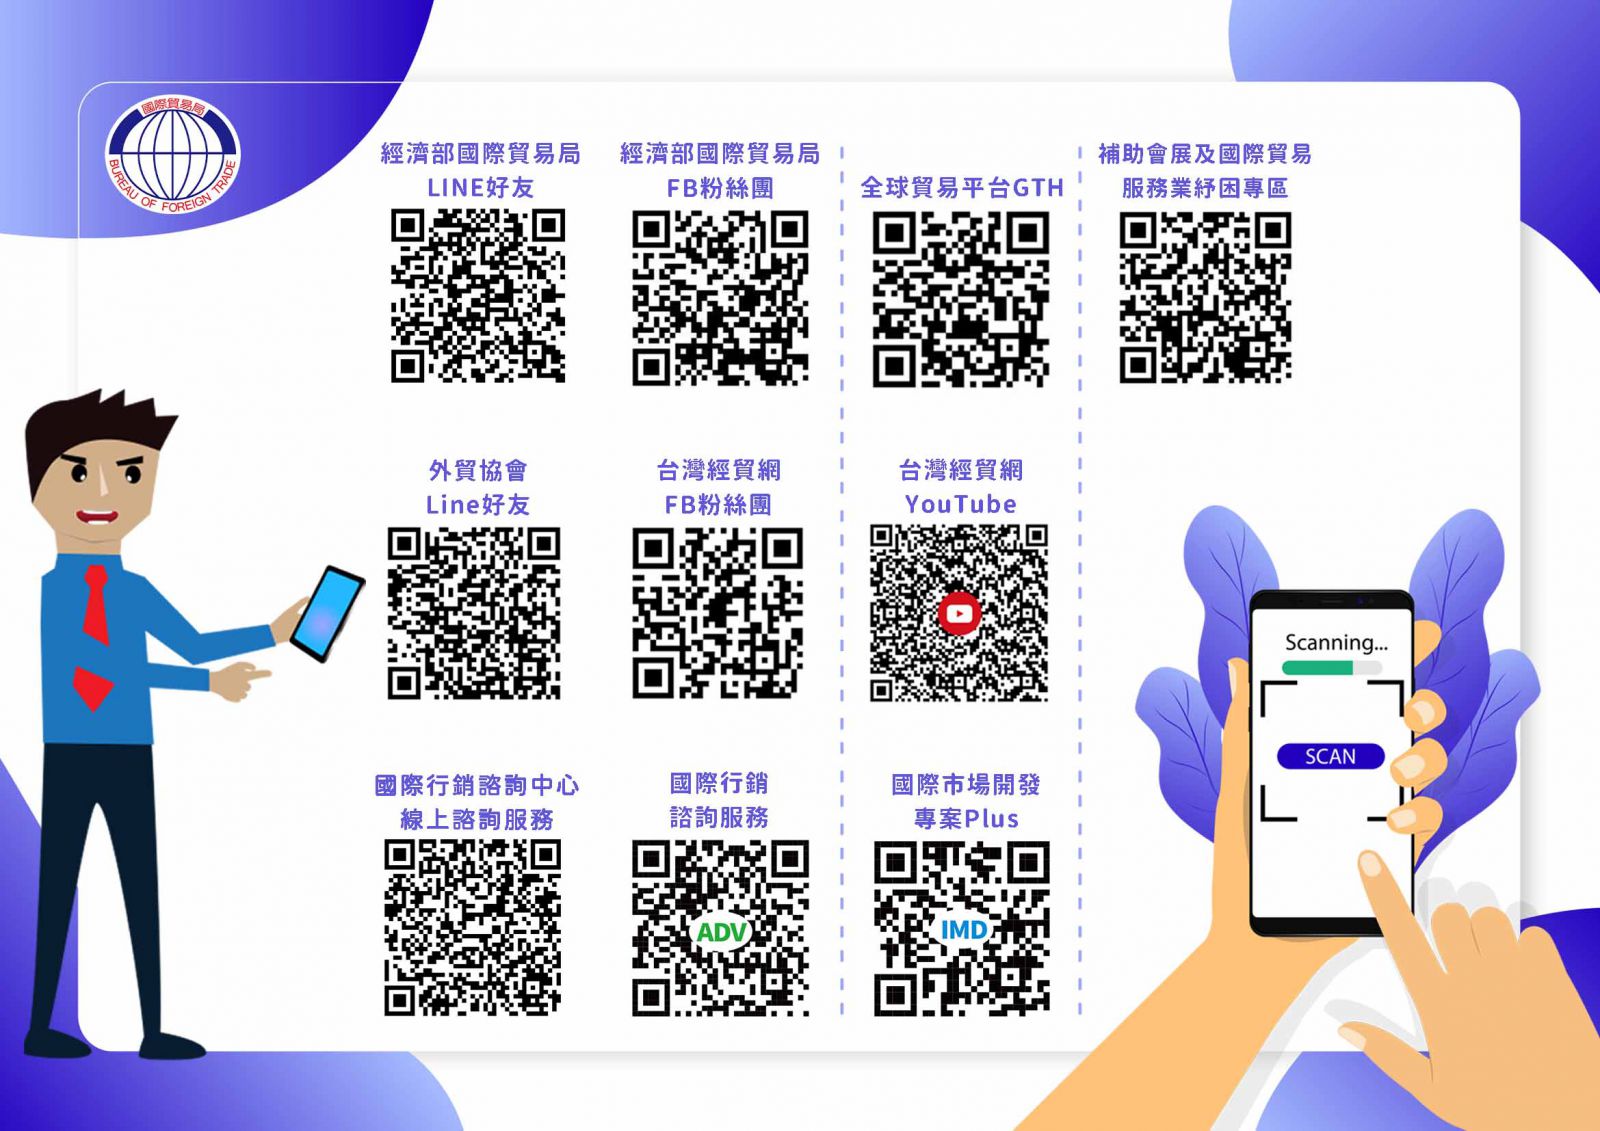 國際貿易局
BUREAU OF FOREIGN TRADE
經濟部國際貿易局
LINE好友
經濟部國際貿易局
FB粉絲團
全球貿易平台GTH
補助會展及國際貿易
服務業紓困專區
外貿協會
Line好友
台灣經貿網
FB粉絲團
台灣經貿網
YouTube
Scanning...
SCAN
國際行銷諮詢中心
線上諮詢服務
國際行銷
諮詢服務
ADV
國際市場開發
專案Plus
IMD